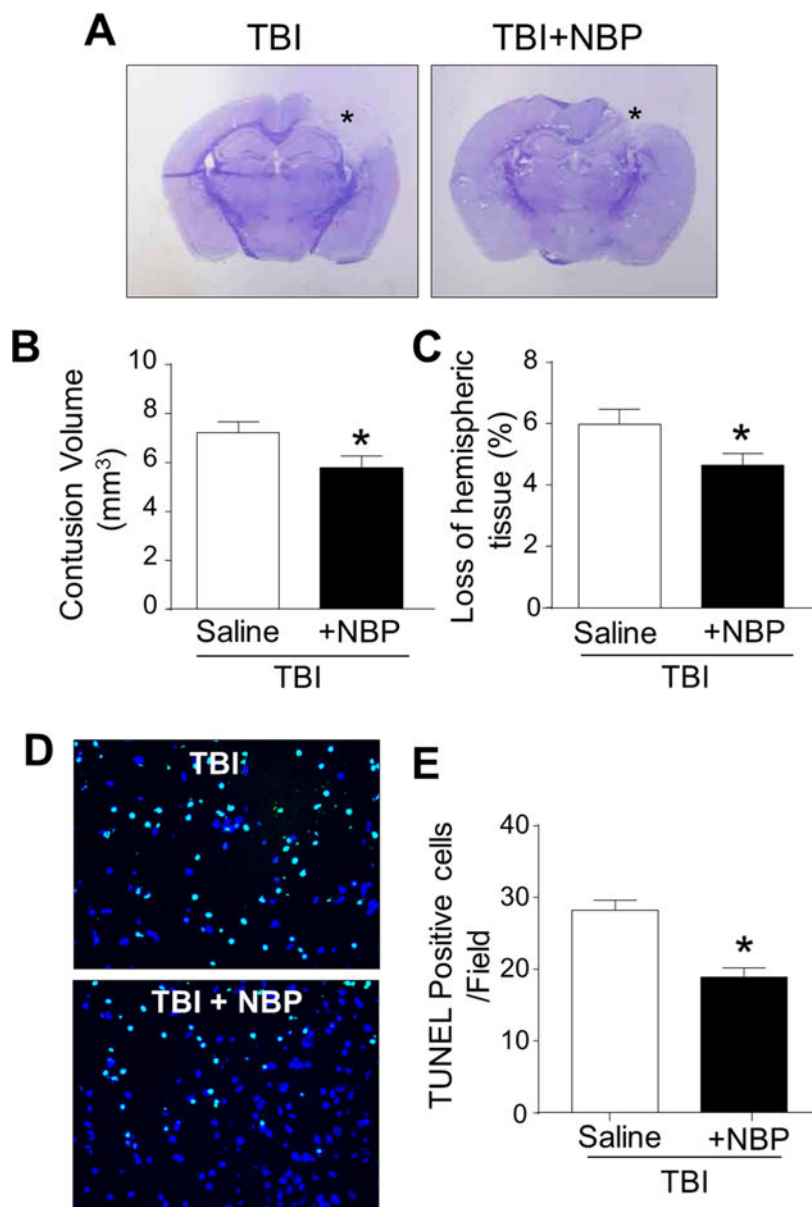 A
TBI
TBI+NBP
*
*
B
Contusion Volume
(mm³)
10
8
6
4
2
0
*
Saline
+NBP
TBI
C
Loss of hemispheric
tissue (%)
8
6
4
2
0
*
Saline
+NBP
TBI
D
TBI
TBI + NBP
E
TUNEL Positive cells
/Field
40
30
20
10
0
*
Saline
+NBP
TBI